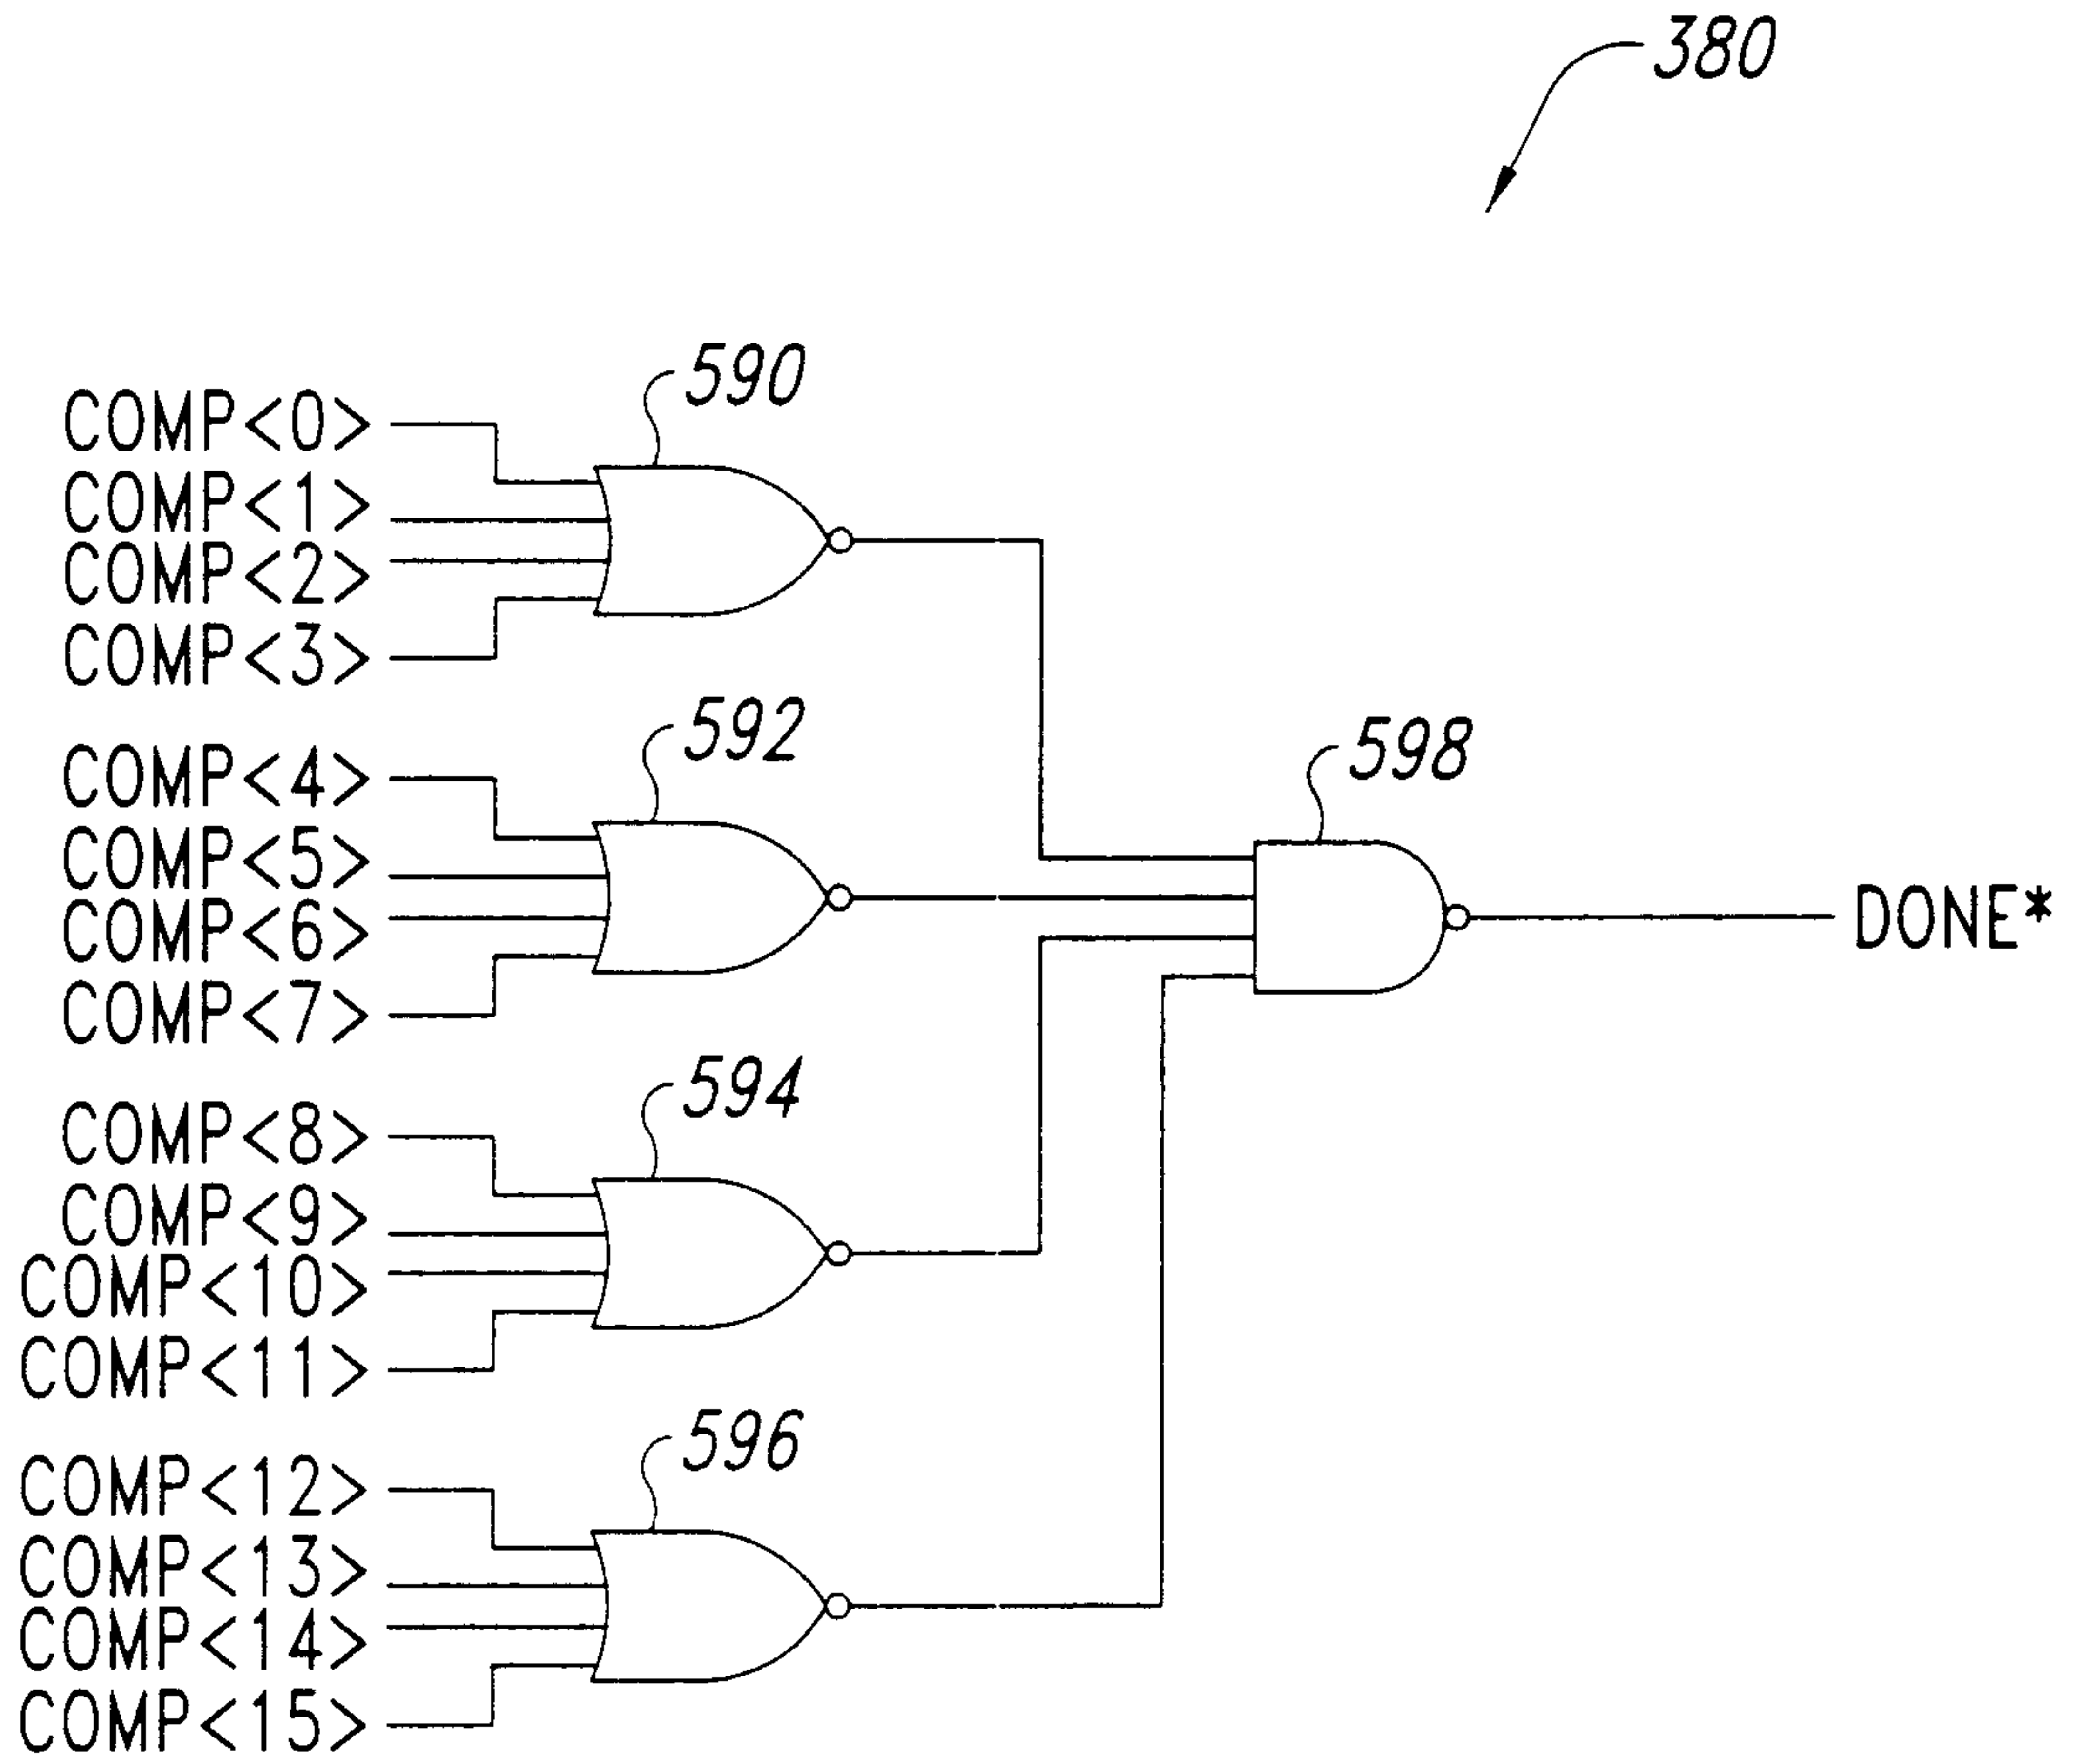 380
590
COMP<0>
COMP<1>
COMP<2>
COMP<3>
592
598
COMP<4>
COMP<5>
COMP<6>
COMP<7>
DONE*
594
COMP<8>
COMP<9>
COMP<10>
COMP<11>
596
COMP<12>
COMP<13>
COMP<14>
COMP<15>